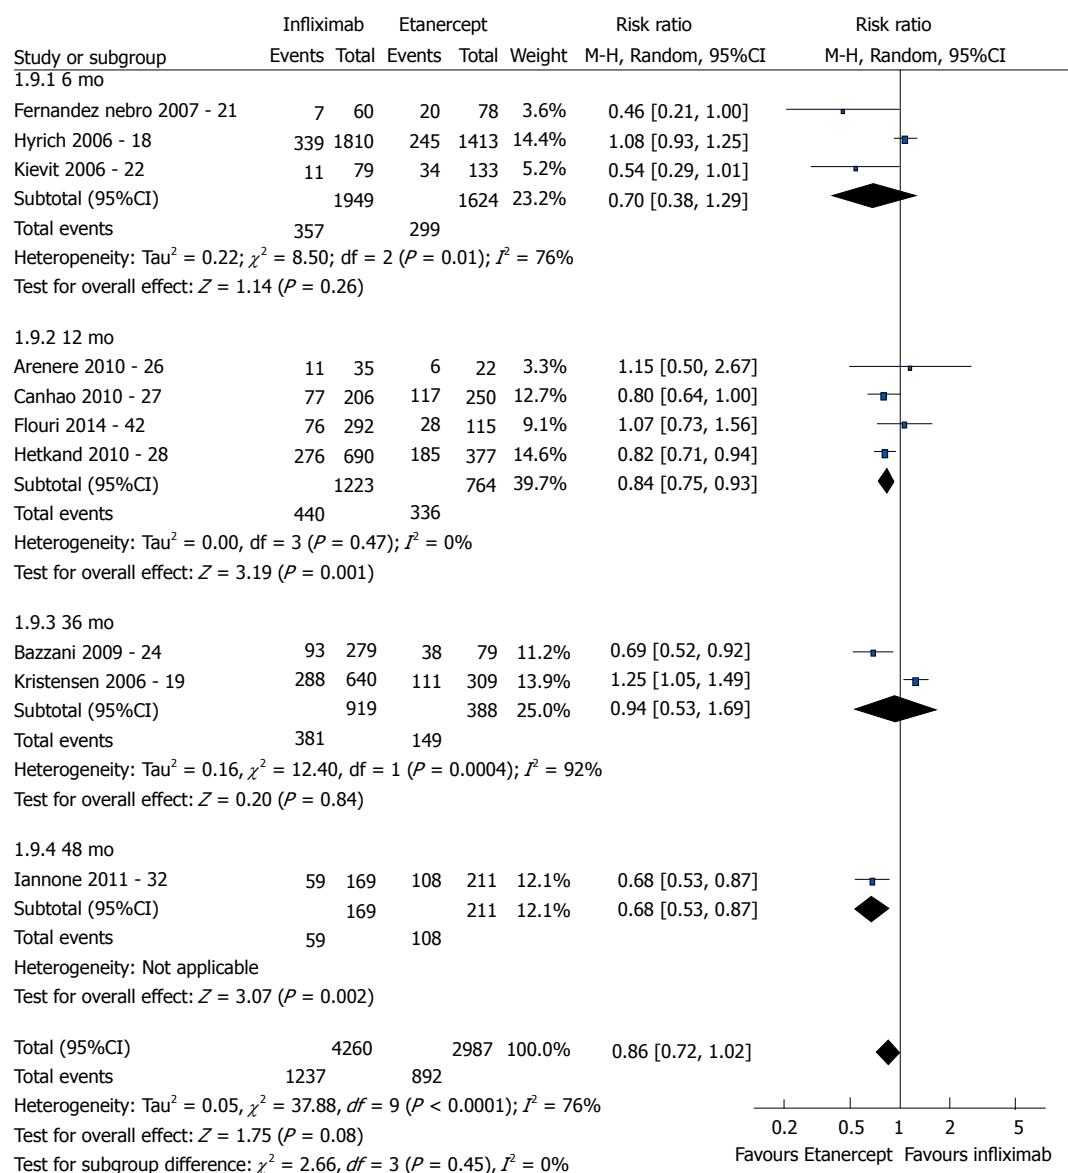 Infliximab Etanercept Risk ratio Risk ratio
Study or subgroup Events Total Events Total Weight M-H, Random, 95%CI M-H, Random, 95%CI
1.9.1 6 mo
Fernandez nebro 2007 - 21 7 60 20 78 3.6% 0.46 [0.21, 1.00]
Hyrich 2006 - 18 339 1810 245 1413 14.4% 1.08 [0.93, 1.25]
Kievit 2006 - 22 11 79 34 133 5.2% 0.54 [0.29, 1.01]
Subtotal (95%CI) 1949 1624 23.2% 0.70 [0.38, 1.29]
Total events 357 299
Heteropeneity: Tau² = 0.22; χ² = 8.50; df = 2 (P = 0.01); I² = 76%
Test for overall effect: Z = 1.14 (P = 0.26)
1.9.2 12 mo
Arenere 2010 - 26 11 35 6 22 3.3% 1.15 [0.50, 2.67]
Canhao 2010 - 27 77 206 117 250 12.7% 0.80 [0.64, 1.00]
Flouri 2014 - 42 76 292 28 115 9.1% 1.07 [0.73, 1.56]
Hetkand 2010 - 28 276 690 185 377 14.6% 0.82 [0.71, 0.94]
Subtotal (95%CI) 1223 764 39.7% 0.84 [0.75, 0.93]
Total events 440 336
Heterogeneity: Tau² = 0.00, df = 3 (P = 0.47); I² = 0%
Test for overall effect: Z = 3.19 (P = 0.001)
1.9.3 36 mo
Bazzani 2009 - 24 93 279 38 79 11.2% 0.69 [0.52, 0.92]
Kristensen 2006 - 19 288 640 111 309 13.9% 1.25 [1.05, 1.49]
Subtotal (95%CI) 919 388 25.0% 0.94 [0.53, 1.69]
Total events 381 149
Heterogeneity: Tau² = 0.16, χ² = 12.40, df = 1 (P = 0.0004); I² = 92%
Test for overall effect: Z = 0.20 (P = 0.84)
1.9.4 48 mo
Iannone 2011 - 32 59 169 108 211 12.1% 0.68 [0.53, 0.87]
Subtotal (95%CI) 169 211 12.1% 0.68 [0.53, 0.87]
Total events 59 108
Heterogeneity: Not applicable
Test for overall effect: Z = 3.07 (P = 0.002)
Total (95%CI) 4260 2987 100.0% 0.86 [0.72, 1.02]
Total events 1237 892
Heterogeneity: Tau² = 0.05, χ² = 37.88, df = 9 (P < 0.0001); I² = 76%
Test for overall effect: Z = 1.75 (P = 0.08)
Test for subgroup difference: χ² = 2.66, df = 3 (P = 0.45), I² = 0%
0.2 0.5 1 2 5
Favours Etanercept Favours infliximab